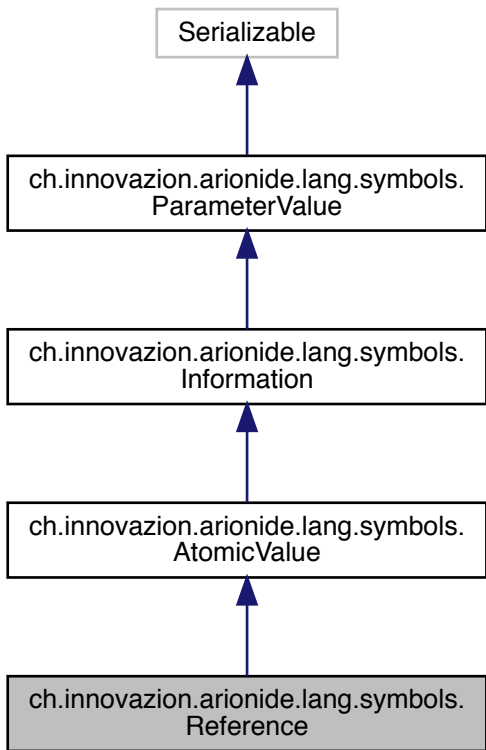 Serializable
ch.innovazion.arionide.lang.symbols.
ParameterValue
ch.innovazion.arionide.lang.symbols.
Information
ch.innovazion.arionide.lang.symbols.
AtomicValue
ch.innovazion.arionide.lang.symbols.
Reference